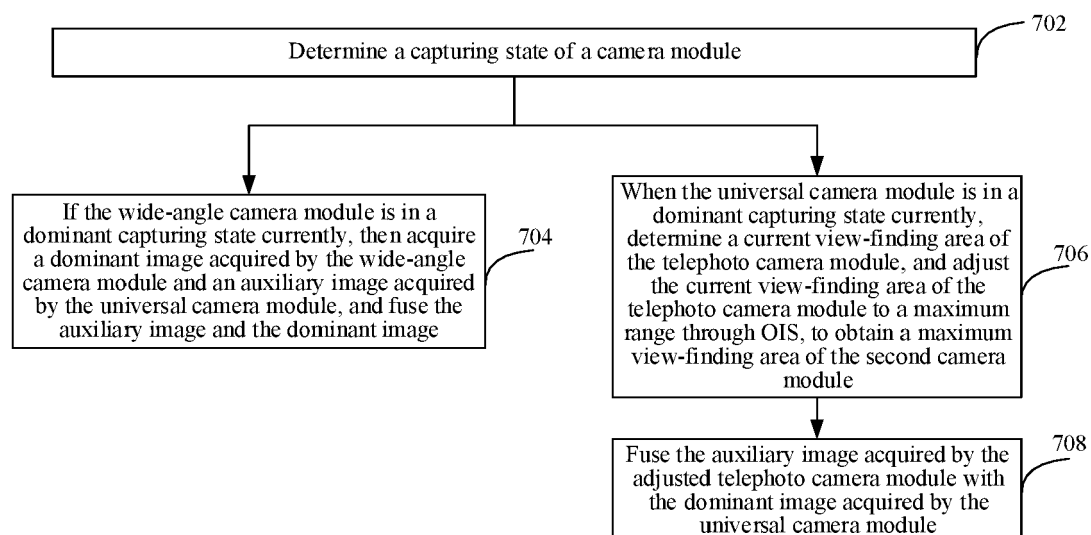 702
Determine a capturing state of a camera module
If the wide-angle camera module is in a
dominant capturing state currently, then acquire
a dominant image acquired by the wide-angle
camera module and an auxiliary image acquired
by the universal camera module, and fuse the
auxiliary image and the dominant image
704
When the universal camera module is in a
dominant capturing state currently,
determine a current view-finding area of
the telephoto camera module, and adjust
the current view-finding area of the
telephoto camera module to a maximum
range through OIS, to obtain a maximum
view-finding area of the second camera
module
706
Fuse the auxiliary image acquired by the
adjusted telephoto camera module with
the dominant image acquired by the
universal camera module
708